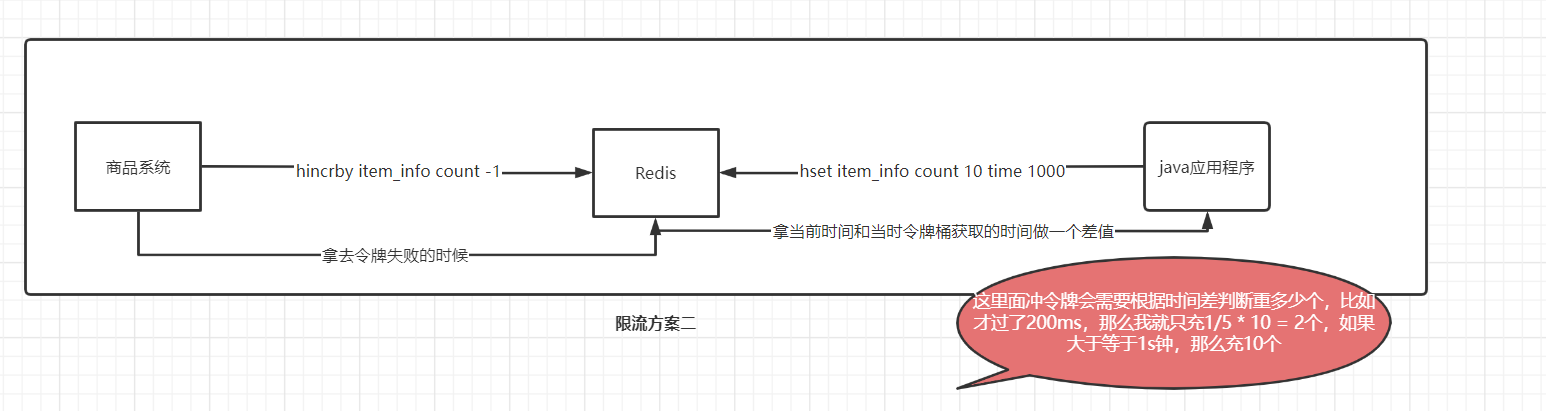 商品系统
hincrby item_info count -1
Redis
hset item_info count 10 time 1000
java应用程序
拿当前时间和当时令牌桶获取的时间做一个差值
拿去令牌失败的时候
这里面冲令牌会需要根据时间差判断重多少个，比如
才过了200ms，那么我就只充1/5 * 10 = 2个，如果
大于等于1s钟，那么充10个
限流方案二